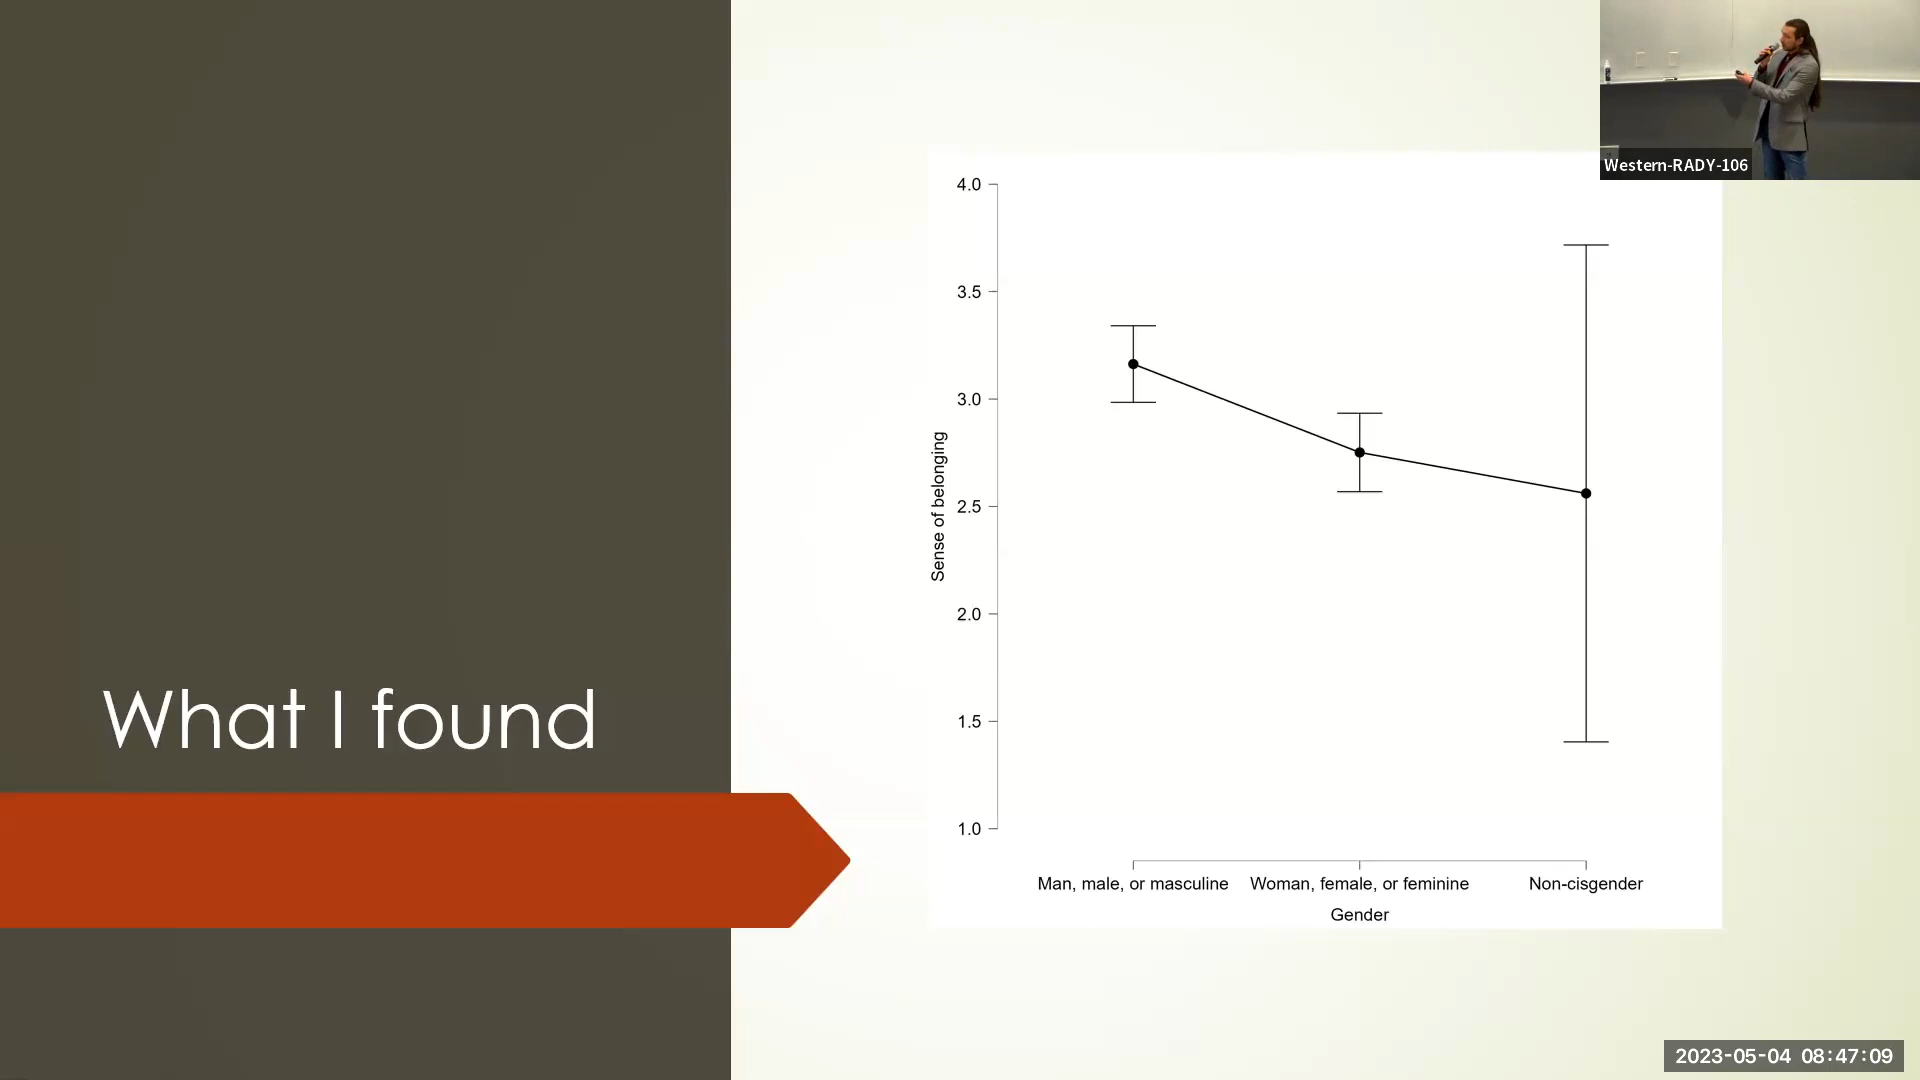 What I found
4.0
3.5
3.0
2.5
2.0
1.5
1.0
Sense of belonging
Man, male, or masculine
Woman, female, or feminine
Non-cisgender
Gender
Western-RADY-106
2023-05-04 08:47:09